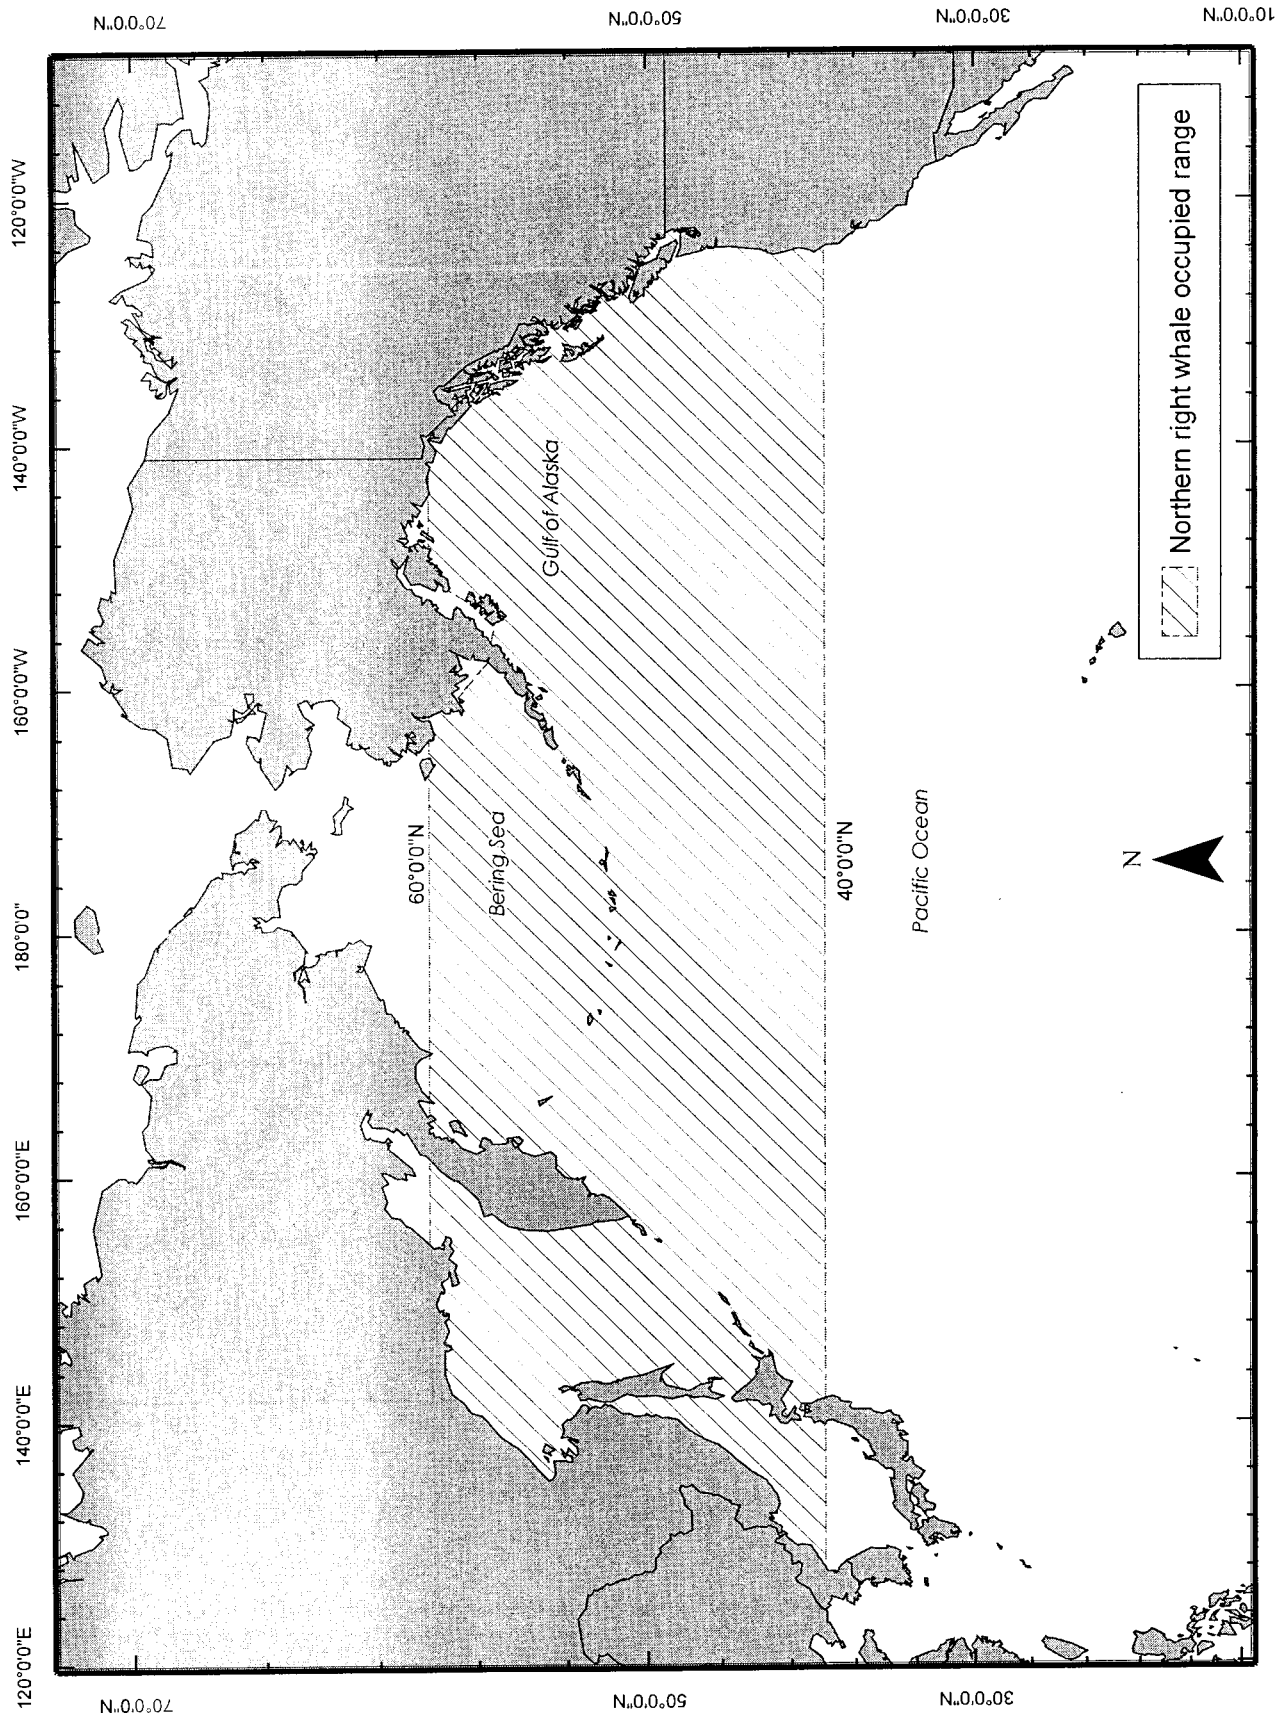 120°0'0"E
140°0'0"E
160°0'0"E
180°0'0"
160°0'0"W
140°0'0"W
120°0'0"W
70°0'0"N
70°0'0"N
60°0'0"N
Bering Sea
Gulf of Alaska
50°0'0"N
50°0'0"N
40°0'0"N
Pacific Ocean
30°0'0"N
30°0'0"N
N
Northern right whale occupied range
10°0'0"N